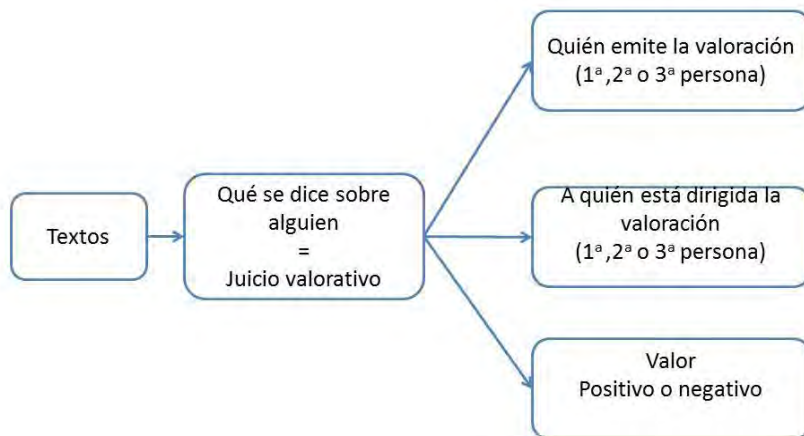 Textos
Qué se dice sobre
alguien
=
Juicio valorativo
Quién emite la valoración
(1ª ,2ª o 3ª persona)
A quién está dirigida la
valoración
(1ª ,2ª o 3ª persona)
Valor
Positivo o negativo